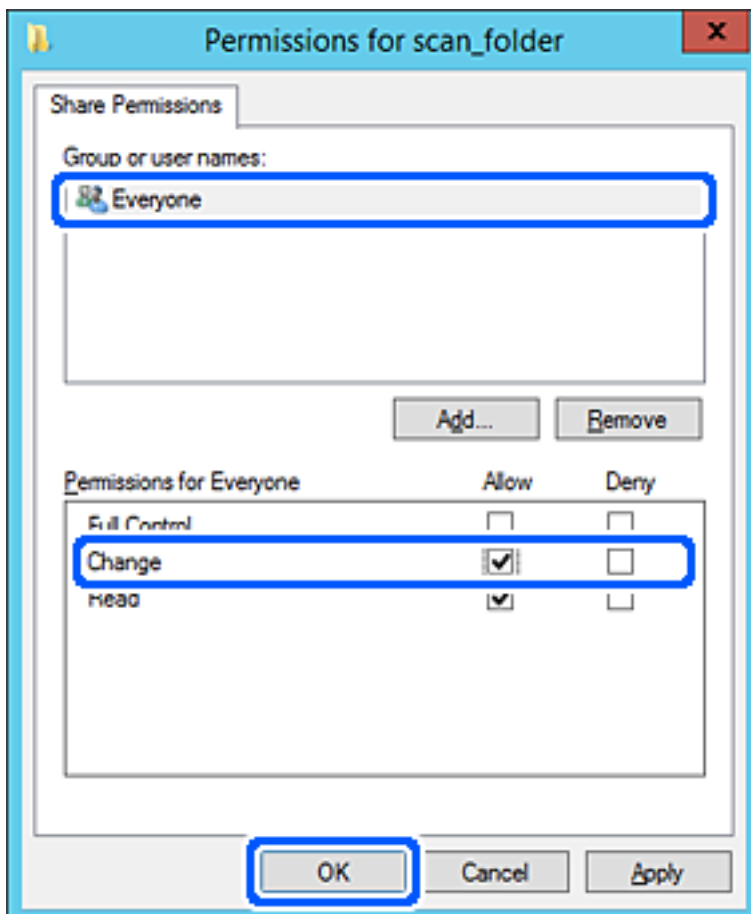 Permissions for scan_folder
Share Permissions
Group or user names:
Everyone
Add... Remove
Permissions for Everyone Allow Deny
Full Control
Change
Read
OK Cancel Apply